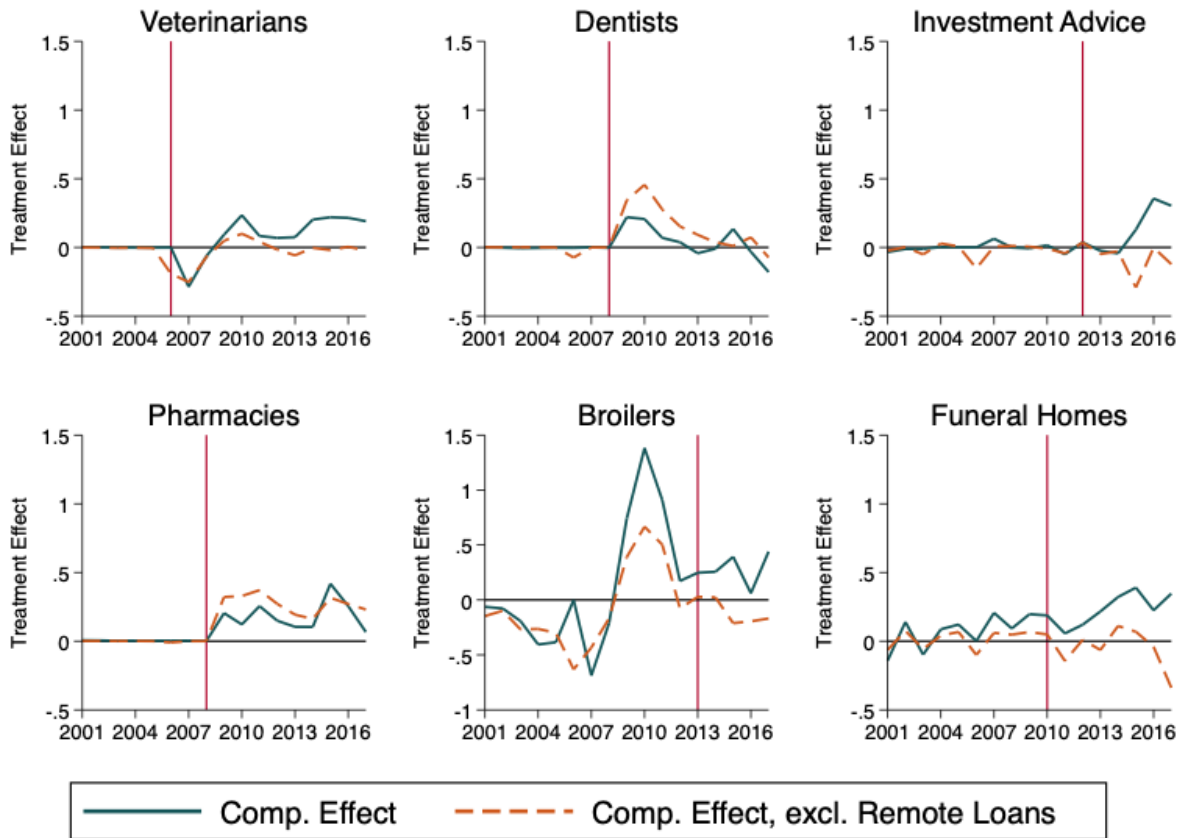 Veterinarians
Dentists
Investment Advice
Treatment Effect
1.5
1
.5
0
-.5
2001 2004 2007 2010 2013 2016
Treatment Effect
1.5
1
.5
0
-.5
2001 2004 2007 2010 2013 2016
Treatment Effect
1.5
1
.5
0
-.5
2001 2004 2007 2010 2013 2016
Pharmacies
Broilers
Funeral Homes
Treatment Effect
1.5
1
.5
0
-.5
2001 2004 2007 2010 2013 2016
Treatment Effect
1.5
1
.5
0
-.5
-1
2001 2004 2007 2010 2013 2016
Treatment Effect
1.5
1
.5
0
-.5
2001 2004 2007 2010 2013 2016
Comp. Effect
Comp. Effect, excl. Remote Loans